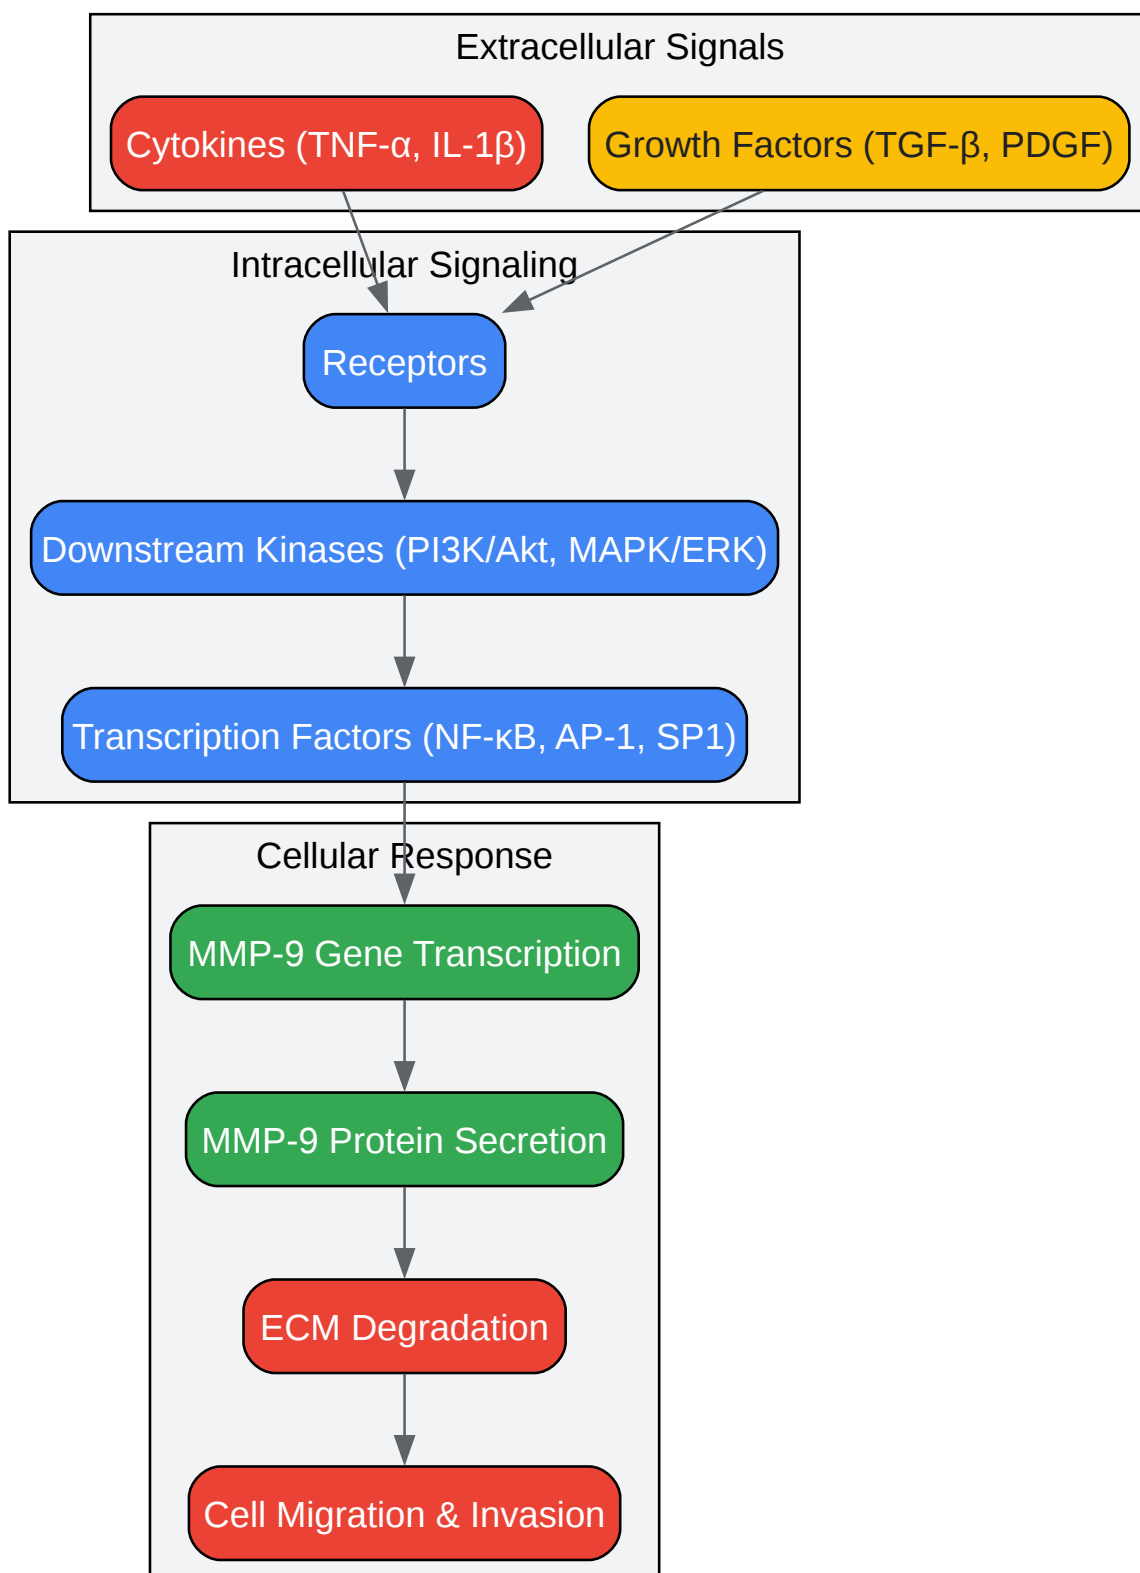 Extracellular Signals
Cytokines (TNF-α, IL-1β)
Growth Factors (TGF-β, PDGF)
Intracellular Signaling
Receptors
Downstream Kinases (PI3K/Akt, MAPK/ERK)
Transcription Factors (NF-κB, AP-1, SP1)
Cellular Response
MMP-9 Gene Transcription
MMP-9 Protein Secretion
ECM Degradation
Cell Migration & Invasion